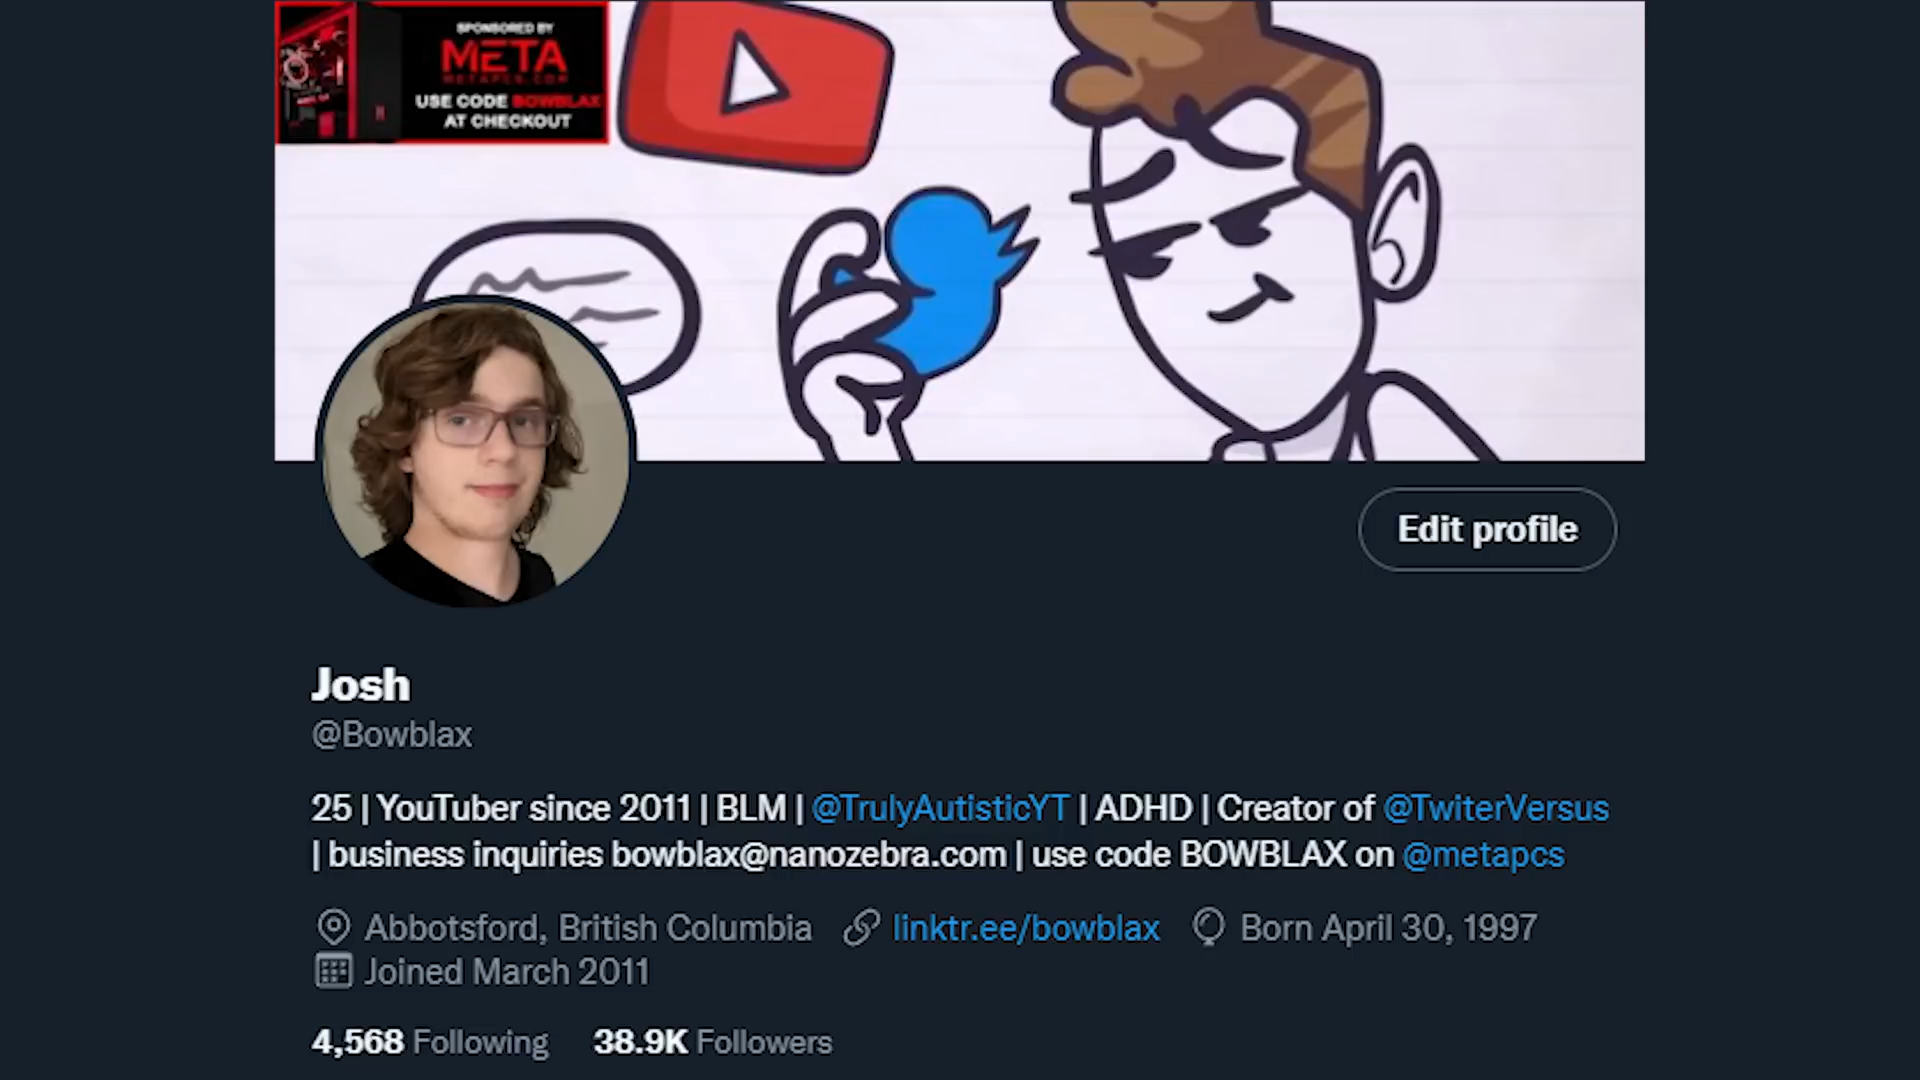 SPONSORED BY
META
METAPCS.COM
USE CODE BOWBLAX
AT CHECKOUT
Edit profile
Josh
@Bowblax
25 | YouTuber since 2011 | BLM | @TrulyAutisticYT | ADHD | Creator of @TwiterVersus
| business inquiries bowblax@nanozebra.com | use code BOWBLAX on @metapcs
Abbotsford, British Columbia linktr.ee/bowblax Born April 30, 1997
Joined March 2011
4,568 Following 38.9K Followers